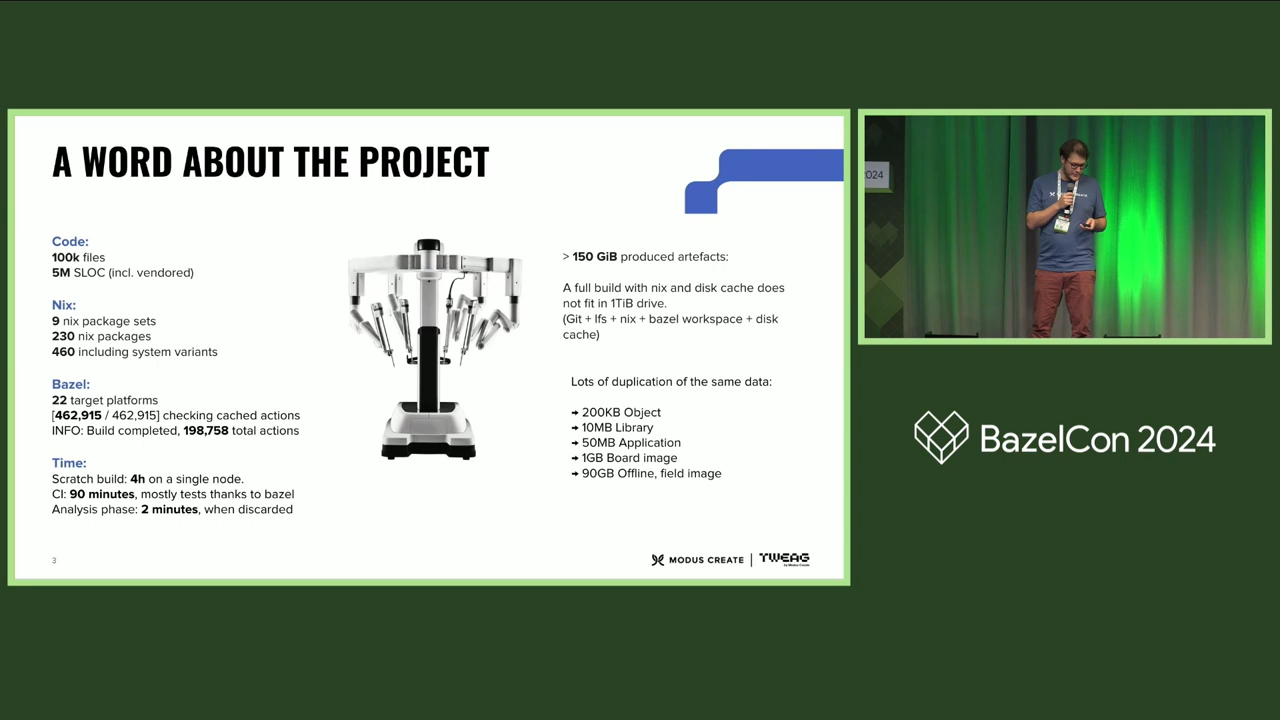 A WORD ABOUT THE PROJECT
Code:
100k files
5M SLOC (incl. vendored)
Nix:
9 nix package sets
230 nix packages
460 including system variants
Bazel:
22 target platforms
[462,915 / 462,915] checking cached actions
INFO: Build completed, 198,758 total actions
Time:
Scratch build: 4h on a single node.
CI: 90 minutes, mostly tests thanks to bazel
Analysis phase: 2 minutes, when discarded
> 150 GiB produced artefacts:
A full build with nix and disk cache does
not fit in 1TiB drive.
(Git + lfs + nix + bazel workspace + disk
cache)
Lots of duplication of the same data:
→ 200KB Object
→ 10MB Library
→ 50MB Application
→ 1GB Board image
→ 90GB Offline, field image
3
MODUS CREATE | TWEAG
by Modus Create
2024
BazelCon 2024